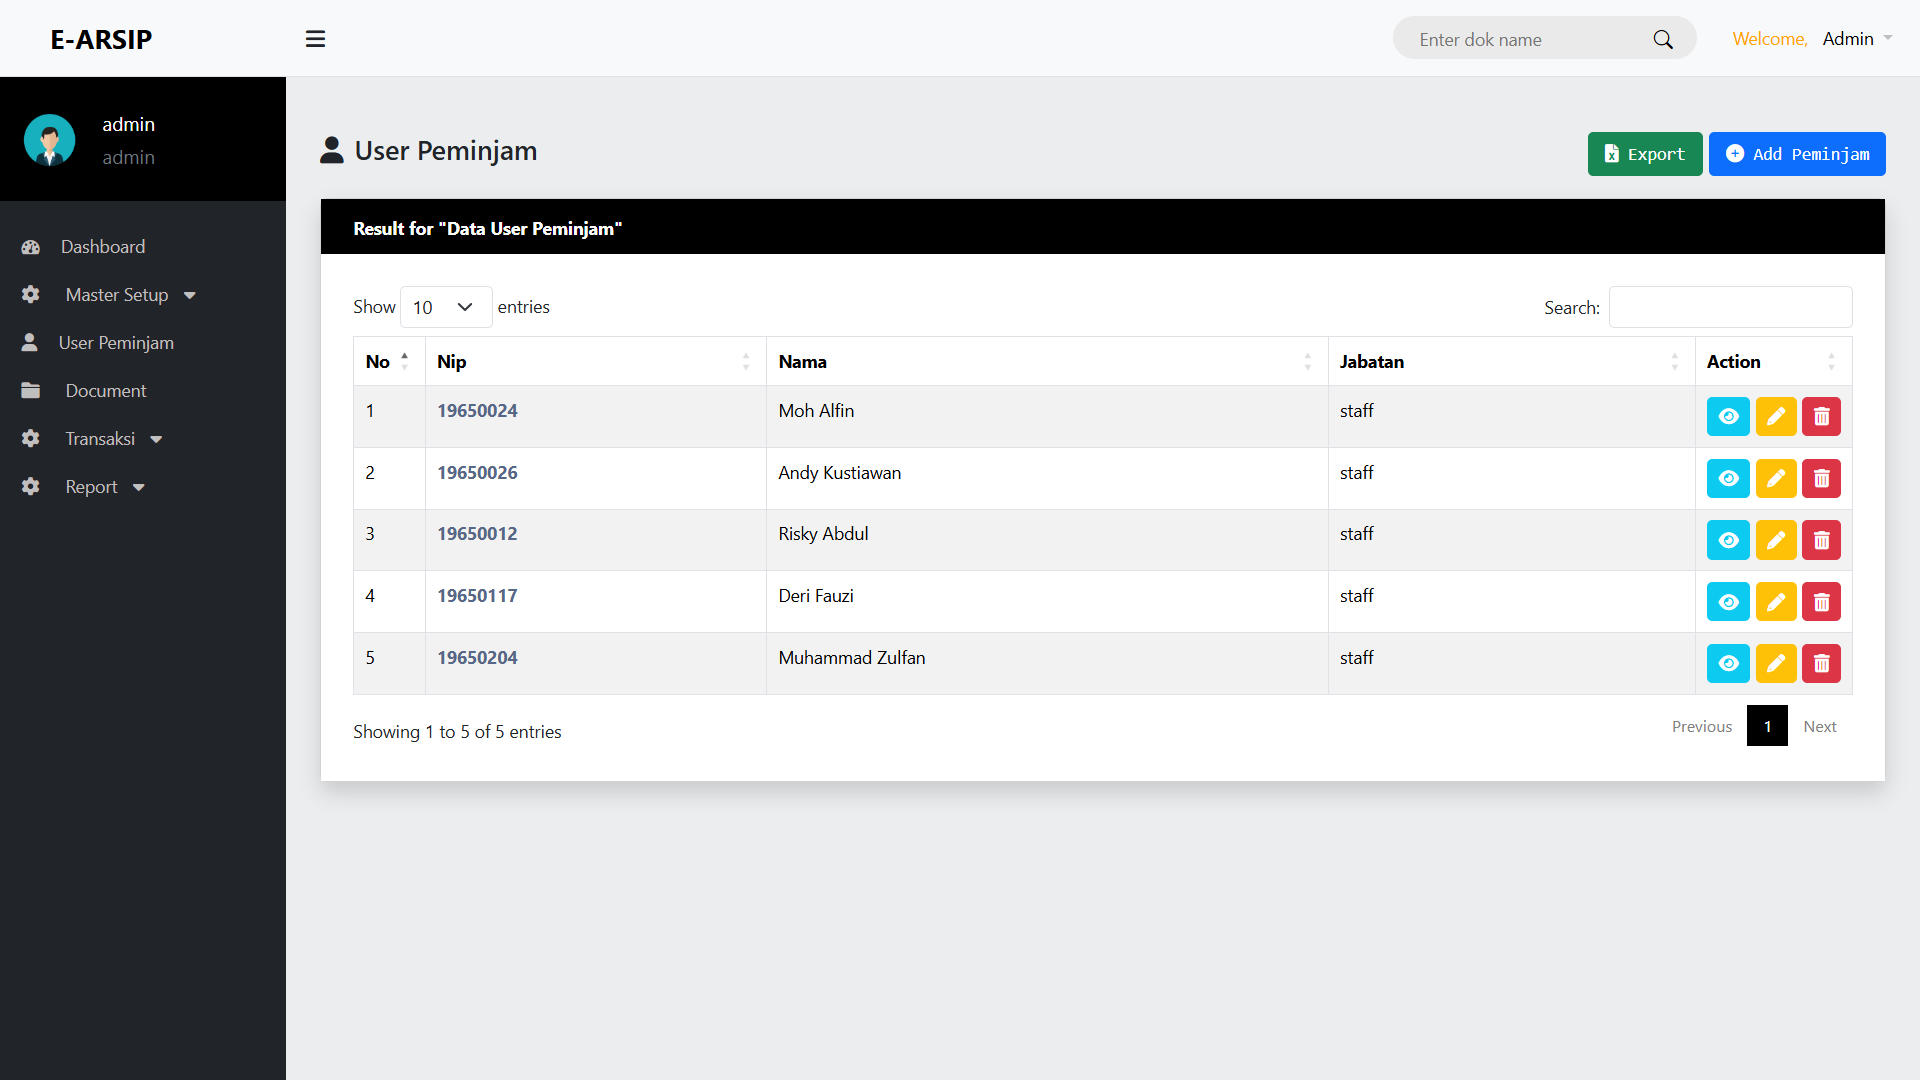 E-ARSIP
Enter dok name
Welcome, Admin
admin
admin
Dashboard
Master Setup
User Peminjam
Document
Transaksi
Report
User Peminjam
Export
Add Peminjam
Result for "Data User Peminjam"
Show 10 entries
Search:
No Nip Nama Jabatan Action
1 19650024 Moh Alfin staff
2 19650026 Andy Kustiawan staff
3 19650012 Risky Abdul staff
4 19650117 Deri Fauzi staff
5 19650204 Muhammad Zulfan staff
Showing 1 to 5 of 5 entries
Previous 1 Next